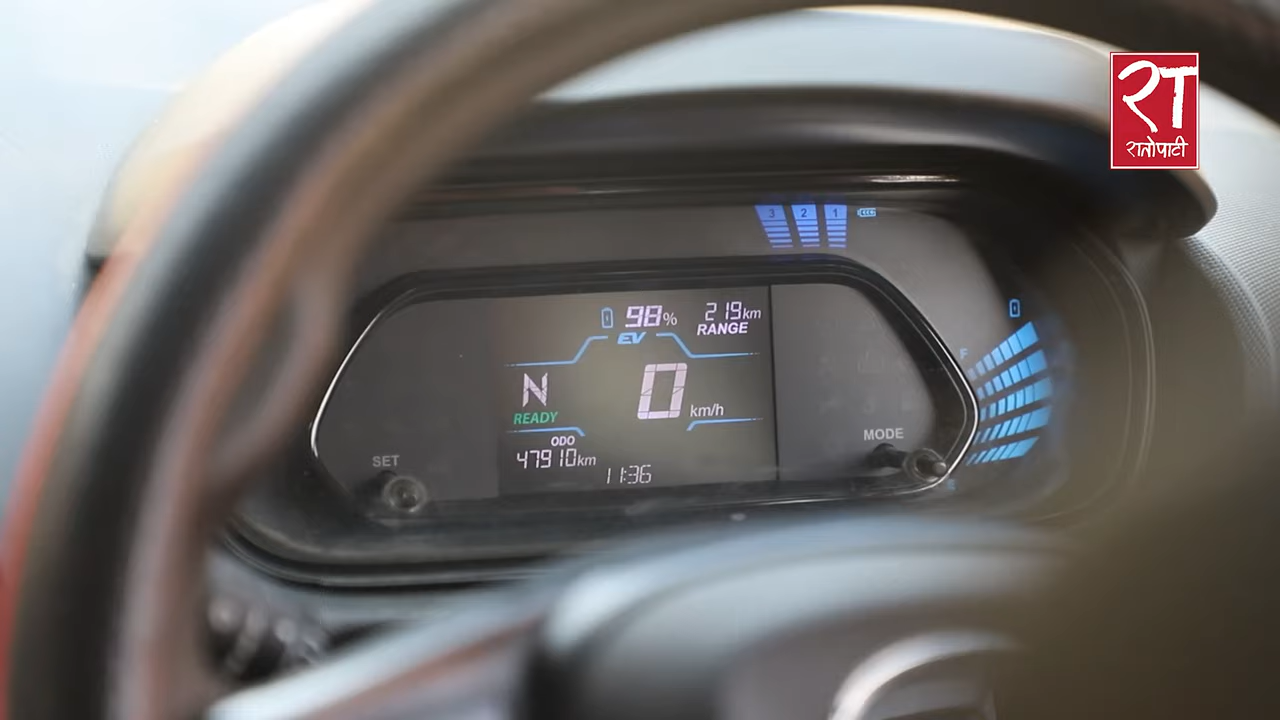 रा
रातोपाटी
3 2 1
98% 219km
RANGE
EV
F
N
0 km/h
READY
ODO
47910km
11:36
SET
MODE